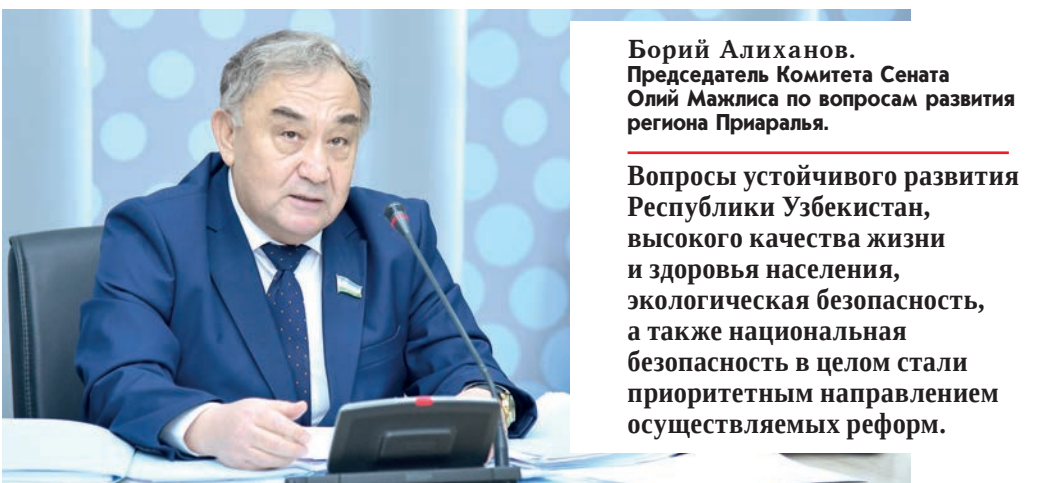 Борий Алиханов.
Председатель Комитета Сената
Олий Мажлиса по вопросам развития
региона Приаралья.
Вопросы устойчивого развития
Республики Узбекистан,
высокого качества жизни
и здоровья населения,
экологическая безопасность,
а также национальная
безопасность в целом стали
приоритетным направлением
осуществляемых реформ.